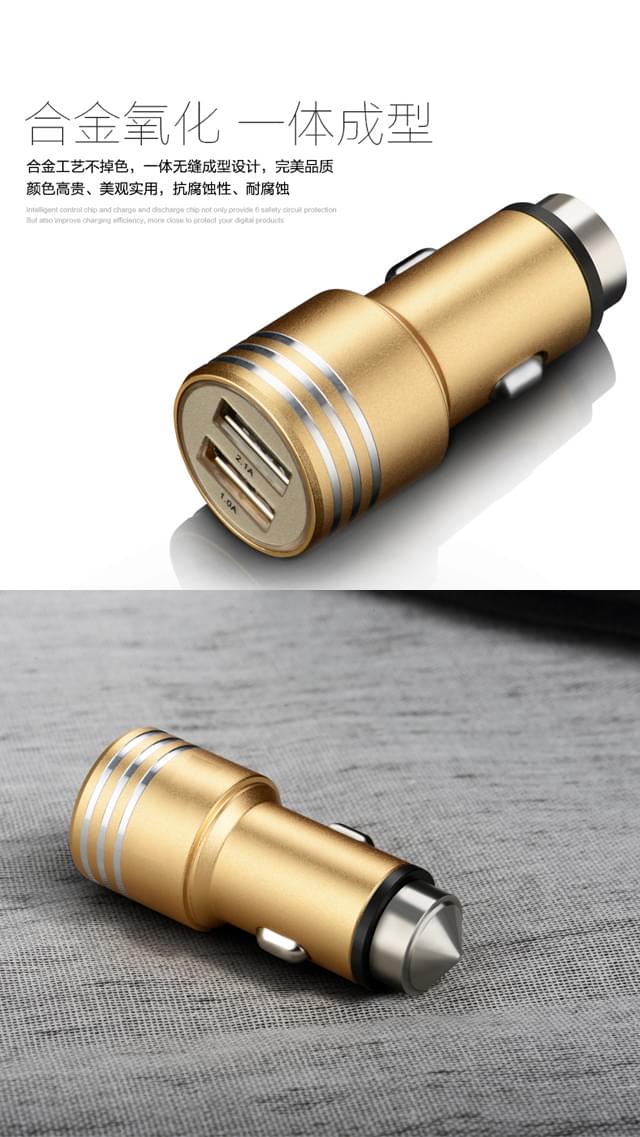 合金氧化 一体成型
合金工艺不掉色，一体无缝成型设计，完美品质
颜色高贵、美观实用，抗腐蚀性、耐腐蚀
Intelligent control chip and charge and discharge chip not only provide 6 safety circuit protection
But also improve charging efficiency, more close to protect your digital products
2.1A
1.0A